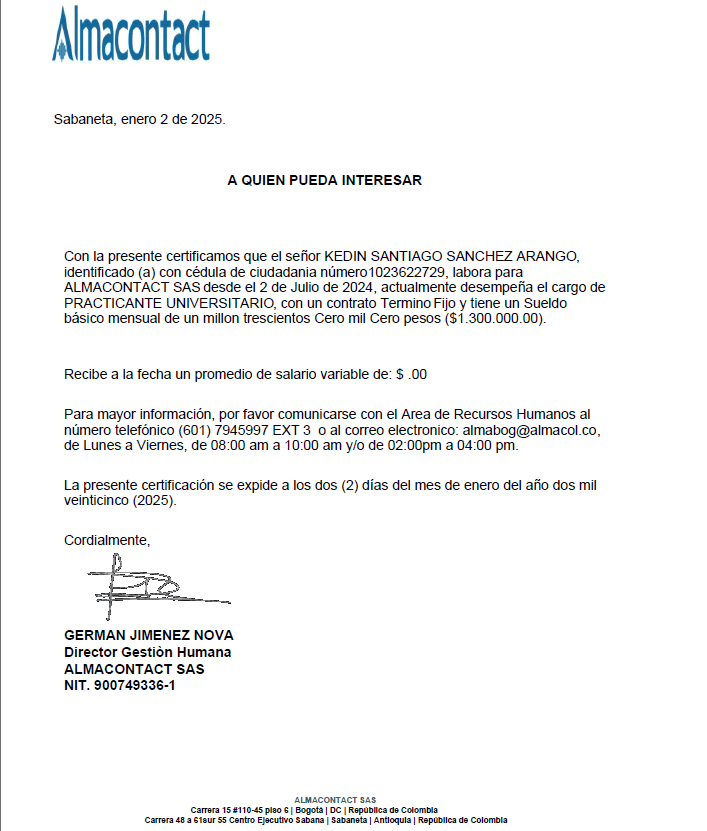 Almacontact
Sabaneta, enero 2 de 2025.
A QUIEN PUEDA INTERESAR
Con la presente certificamos que el señor KEDIN SANTIAGO SANCHEZ ARANGO,
identificado (a) con cédula de ciudadania número1023622729, labora para
ALMACONTACT SAS desde el 2 de Julio de 2024, actualmente desempeña el cargo de
PRACTICANTE UNIVERSITARIO, con un contrato Termino Fijo y tiene un Sueldo
básico mensual de un millon trescientos Cero mil Cero pesos ($1.300.000.00).
Recibe a la fecha un promedio de salario variable de: $ .00
Para mayor información, por favor comunicarse con el Area de Recursos Humanos al
número telefónico (601) 7945997 EXT 3 o al correo electronico: almabog@almacol.co,
de Lunes a Viernes, de 08:00 am a 10:00 am y/o de 02:00pm a 04:00 pm.
La presente certificación se expide a los dos (2) días del mes de enero del año dos mil
veinticinco (2025).
Cordialmente,
GERMAN JIMENEZ NOVA
Director Gestiòn Humana
ALMACONTACT SAS
NIT. 900749336-1
ALMACONTACT SAS
Carrera 15 #110-45 piso 6 | Bogotá | DC | República de Colombia
Carrera 48 a 61sur 55 Centro Ejecutivo Sabana | Sabaneta | Antioquia | República de Colombia